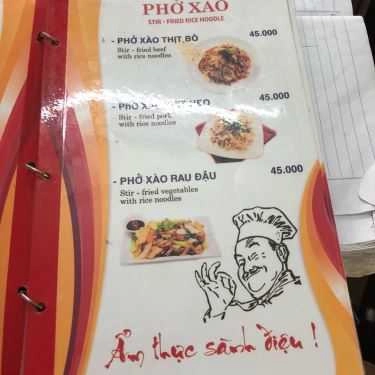 PHỞ XÀO
STIR - FRIED RICE NOODLE
- PHỞ XÀO THỊT BÒ 45.000
Stir - fried beef
with rice noodles
- PHỞ HEO 45.000
Stir - fried pork
with rice noodles
- PHỞ XÀO RAU ĐẬU 45.000
Stir - fried vegetables
with rice noodles
Ẩm thực sành điệu !